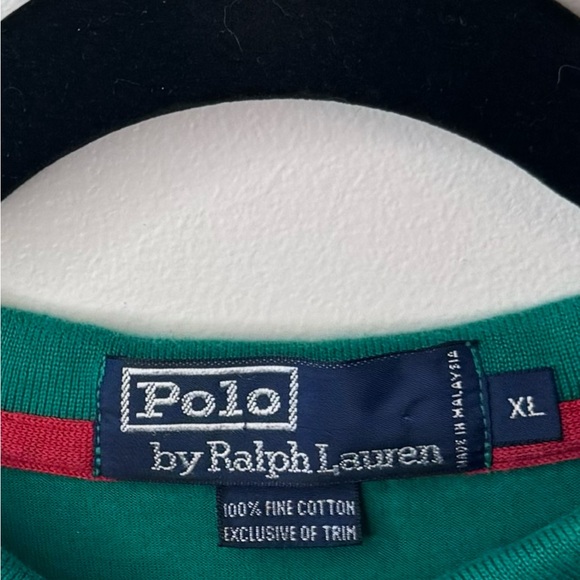 Polo
by Ralph Lauren
MADE IN MALAYSIA
XL
100% FINE COTTON
EXCLUSIVE OF TRIM